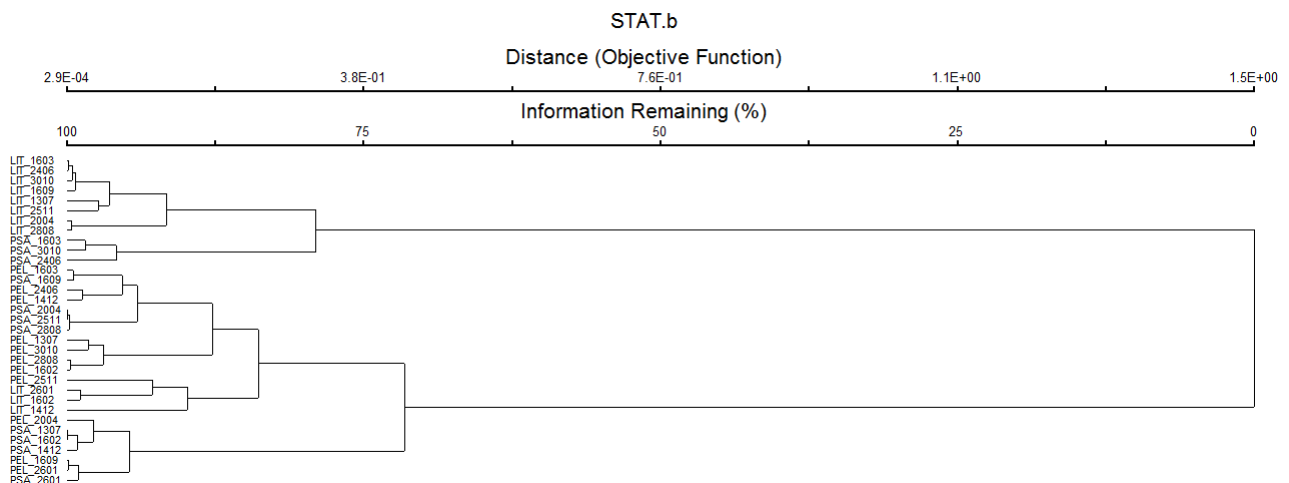 STAT.b
Distance (Objective Function)
2.9E-04 3.8E-01 7.6E-01 1.1E+00 1.5E+00
Information Remaining (%)
100 75 50 25 0
LIT_1603
LIT_2406
LIT_3010
LIT_1609
LIT_1307
LIT_2511
LIT_2004
LIT_2808
PSA_1603
PSA_3010
PSA_2406
PEL_1603
PSA_1609
PEL_2406
PEL_1412
PSA_2004
PSA_2511
PSA_2808
PEL_1307
PEL_3010
PEL_2808
PEL_1602
PEL_2511
LIT_2601
LIT_1602
LIT_1412
PEL_2004
PSA_1307
PSA_1602
PSA_1412
PEL_1609
PEL_2601
PSA_2601